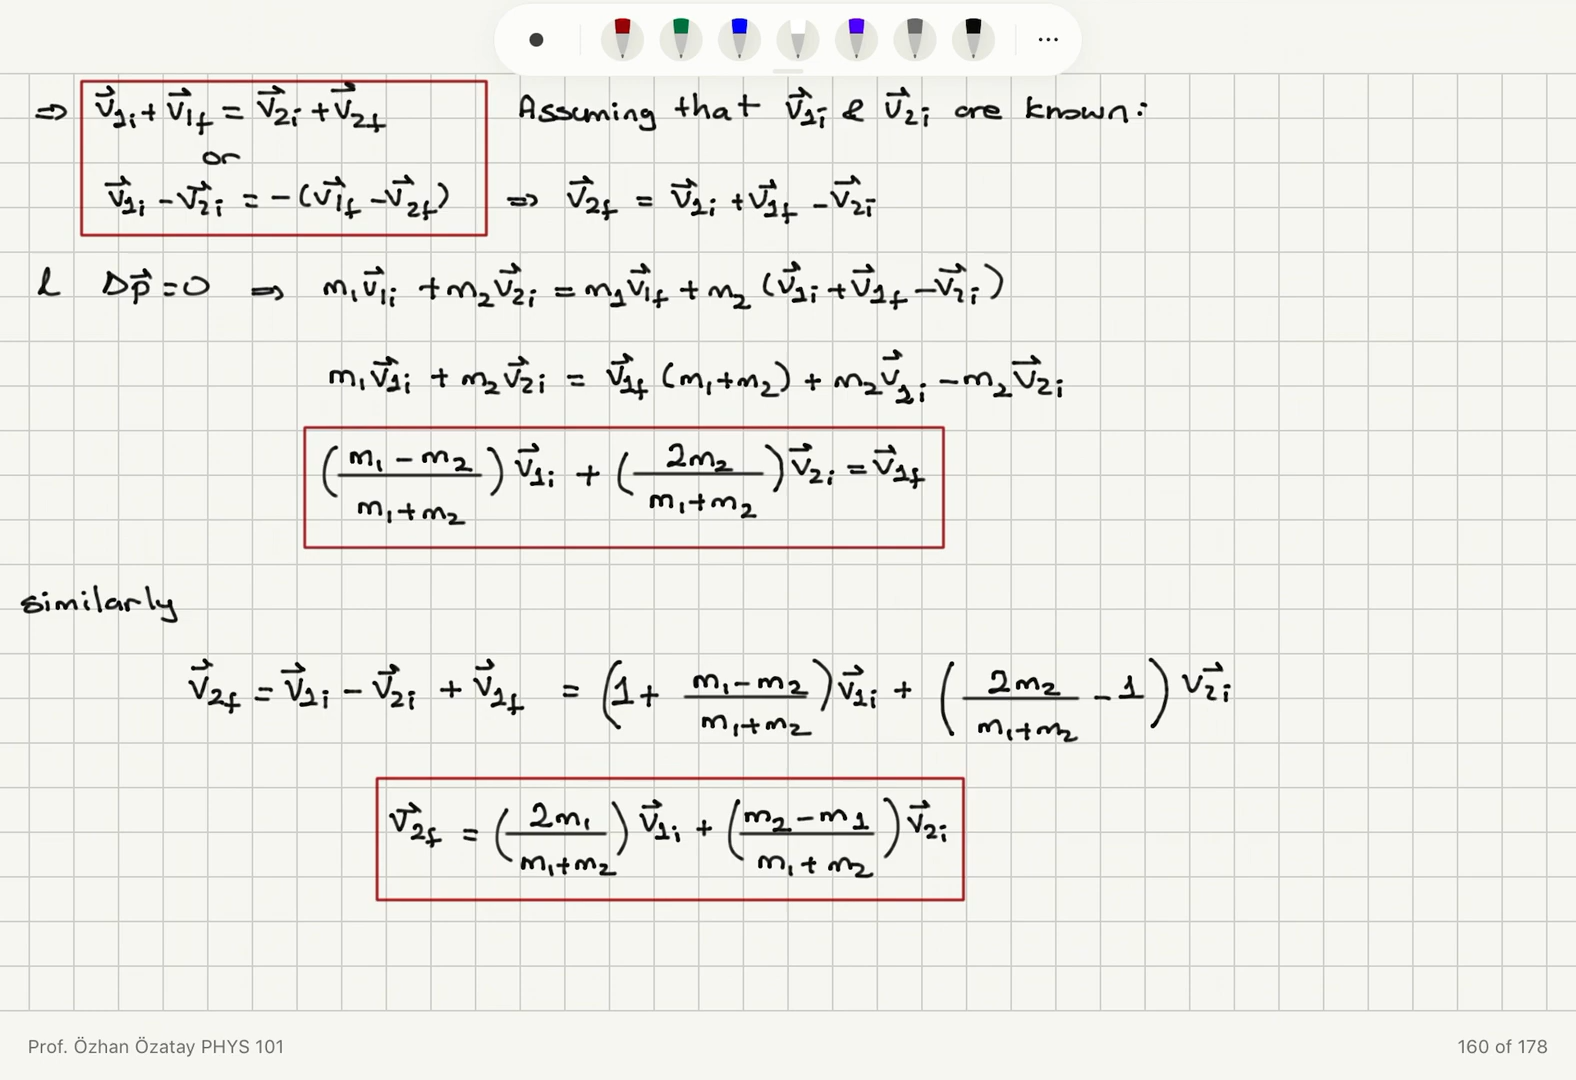 ⇒ v⃗₁ᵢ + v⃗₁f = v⃗₂ᵢ + v⃗₂f   Assuming that v⃗₁ᵢ & v⃗₂ᵢ are known:
or
v⃗₁ᵢ - v⃗₂ᵢ = -(v⃗₁f - v⃗₂f) ⇒ v⃗₂f = v⃗₁ᵢ + v⃗₁f - v⃗₂ᵢ
& Δp⃗ = 0 ⇒ m₁v⃗₁ᵢ + m₂v⃗₂ᵢ = m₁v⃗₁f + m₂(v⃗₁ᵢ + v⃗₁f - v⃗₂ᵢ)
m₁v⃗₁ᵢ + m₂v⃗₂ᵢ = v⃗₁f (m₁+m₂) + m₂v⃗₁ᵢ - m₂v⃗₂ᵢ
((m₁ - m₂)/(m₁+m₂)) v⃗₁ᵢ + (2m₂/(m₁+m₂)) v⃗₂ᵢ = v⃗₁f
similarly
v⃗₂f = v⃗₁ᵢ - v⃗₂ᵢ + v⃗₁f = (1 + (m₁-m₂)/(m₁+m₂)) v⃗₁ᵢ + (2m₂/(m₁+m₂) - 1) v⃗₂ᵢ
v⃗₂f = (2m₁/(m₁+m₂)) v⃗₁ᵢ + ((m₂-m₁)/(m₁+m₂)) v⃗₂ᵢ
Prof. Özhan Özatay PHYS 101   160 of 178